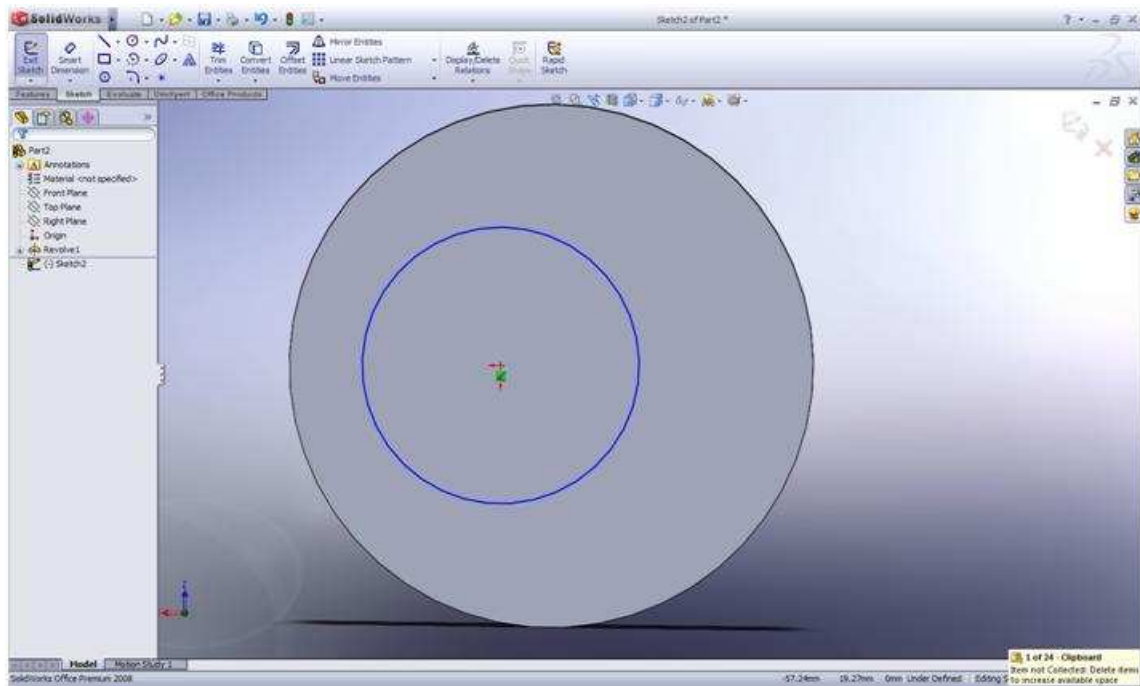 SolidWorks
Sketch2 of Part2 *
Exit Sketch
Smart Dimension
Trim Entities
Convert Entities
Offset Entities
Mirror Entities
Linear Sketch Pattern
Move Entities
Display/Delete Relations
Quick Snaps
Rapid Sketch
Features Sketch Evaluate DimXpert Office Products
Part2
Annotations
Material <not specified>
Front Plane
Top Plane
Right Plane
Origin
Revolve1
(-) Sketch2
Z
Model Motion Study 1
SolidWorks Office Premium 2008
-57.24mm 19.27mm 0mm Under Defined Editing S
1 of 24 - Clipboard
Item not Collected: Delete items
to increase available space